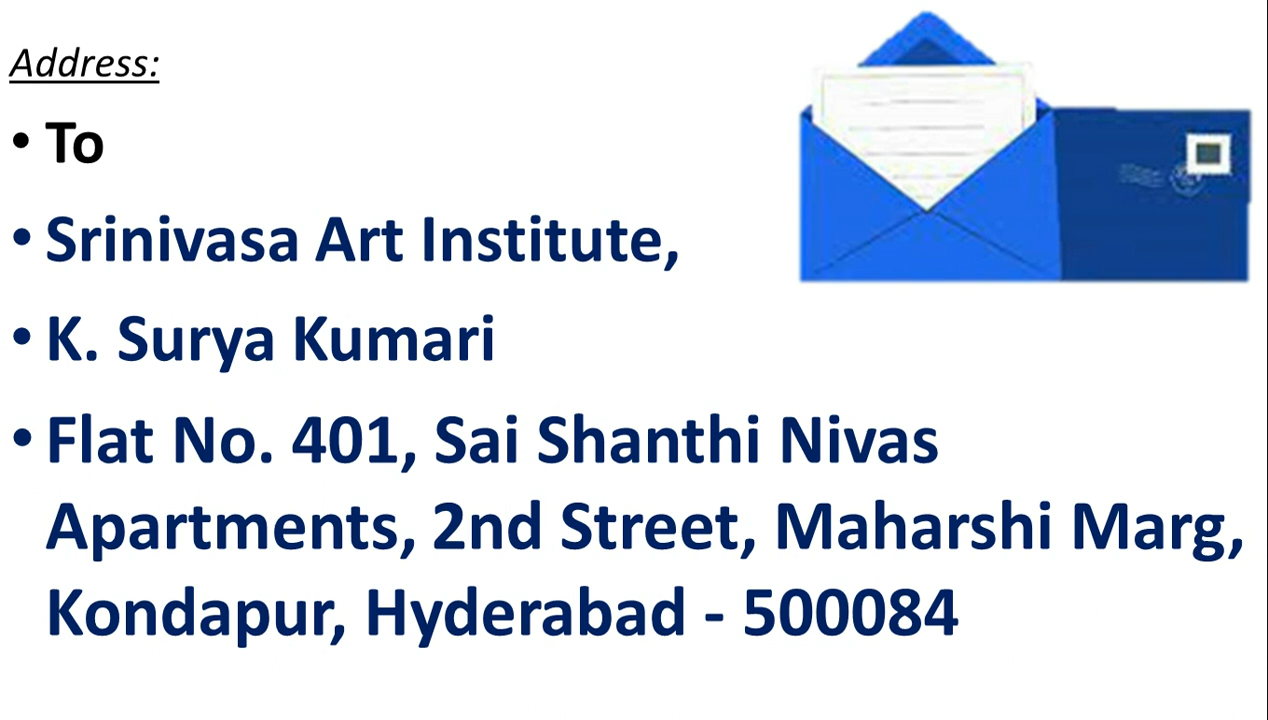 Address:
• To
• Srinivasa Art Institute,
• K. Surya Kumari
• Flat No. 401, Sai Shanthi Nivas
Apartments, 2nd Street, Maharshi Marg,
Kondapur, Hyderabad - 500084